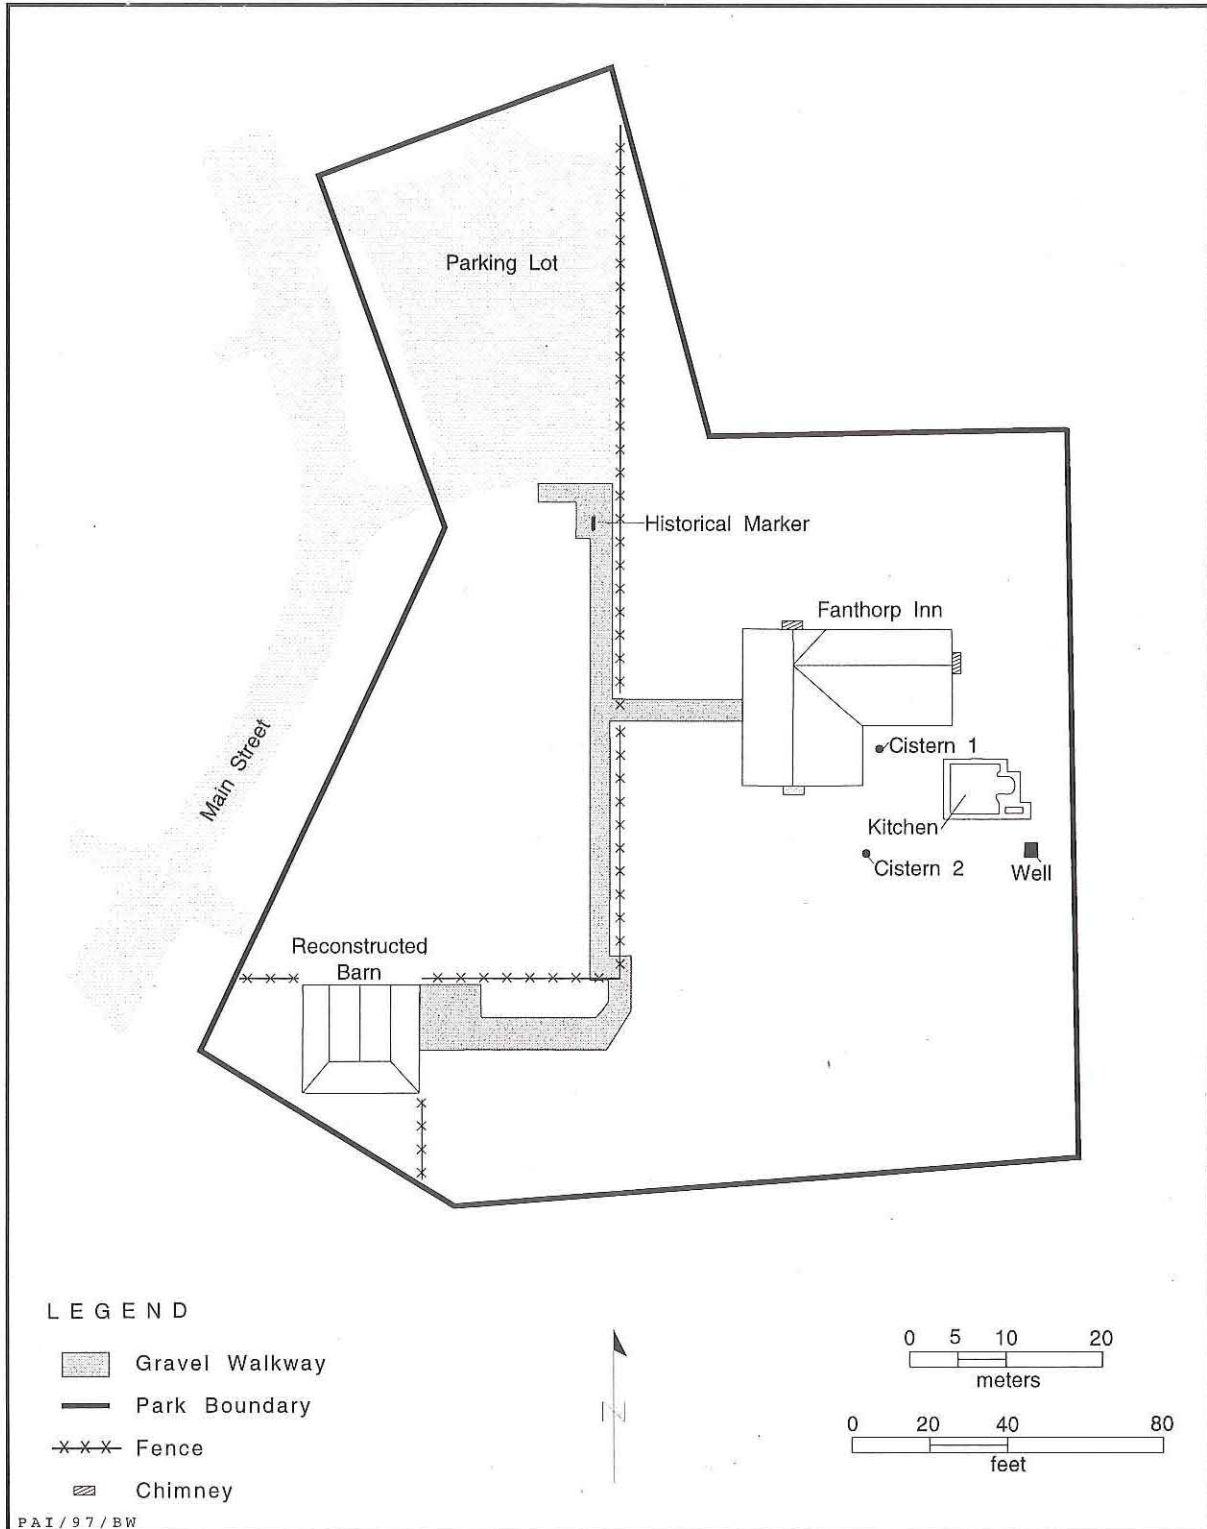 Parking Lot
Historical Marker
Fanthorp Inn
Main Street
Cistern 1
Kitchen
Cistern 2
Well
Reconstructed
Barn
LEGEND
Gravel Walkway
Park Boundary
Fence
Chimney
N
0 5 10 20
meters
0 20 40 80
feet
PAI/97/BW